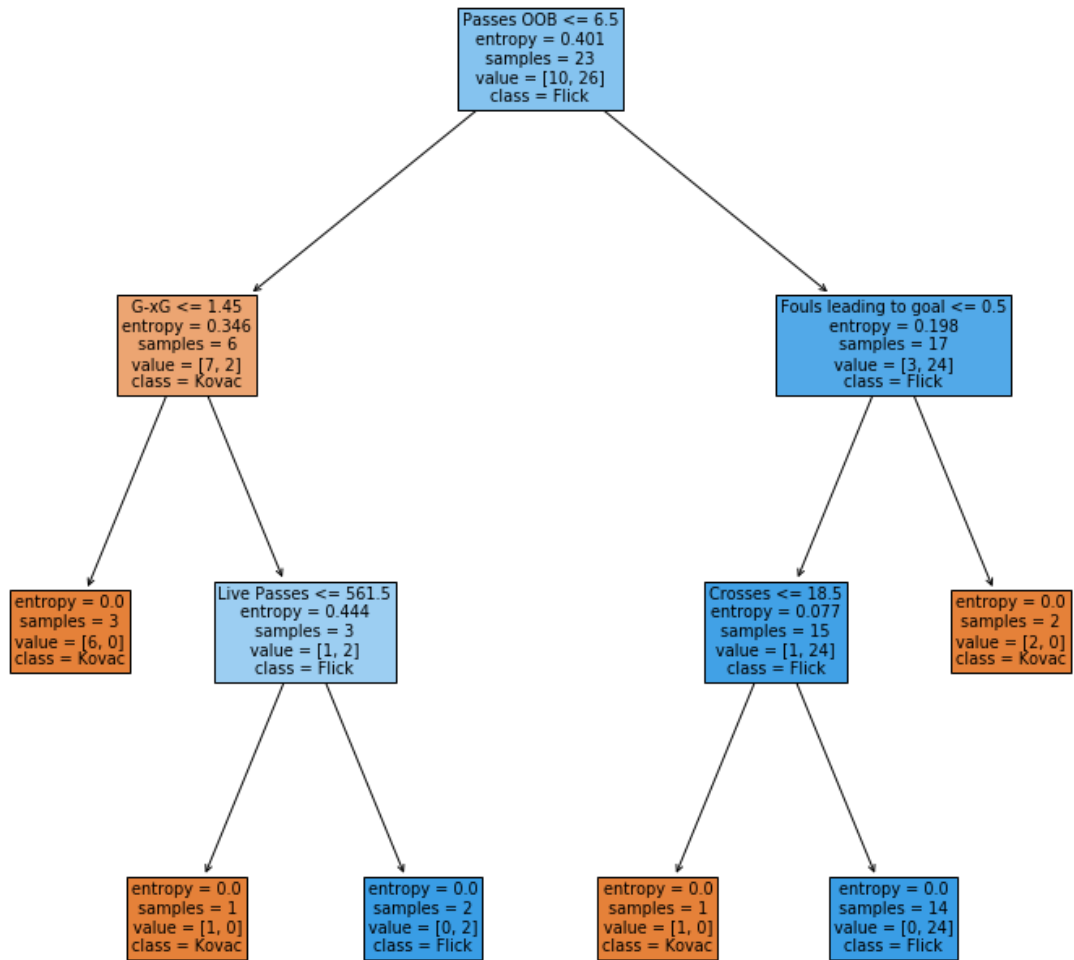 Passes OOB <= 6.5
entropy = 0.401
samples = 23
value = [10, 26]
class = Flick
G-xG <= 1.45
entropy = 0.346
samples = 6
value = [7, 2]
class = Kovac
Fouls leading to goal <= 0.5
entropy = 0.198
samples = 17
value = [3, 24]
class = Flick
entropy = 0.0
samples = 3
value = [6, 0]
class = Kovac
Live Passes <= 561.5
entropy = 0.444
samples = 3
value = [1, 2]
class = Flick
Crosses <= 18.5
entropy = 0.077
samples = 15
value = [1, 24]
class = Flick
entropy = 0.0
samples = 2
value = [2, 0]
class = Kovac
entropy = 0.0
samples = 1
value = [1, 0]
class = Kovac
entropy = 0.0
samples = 2
value = [0, 2]
class = Flick
entropy = 0.0
samples = 1
value = [1, 0]
class = Kovac
entropy = 0.0
samples = 14
value = [0, 24]
class = Flick